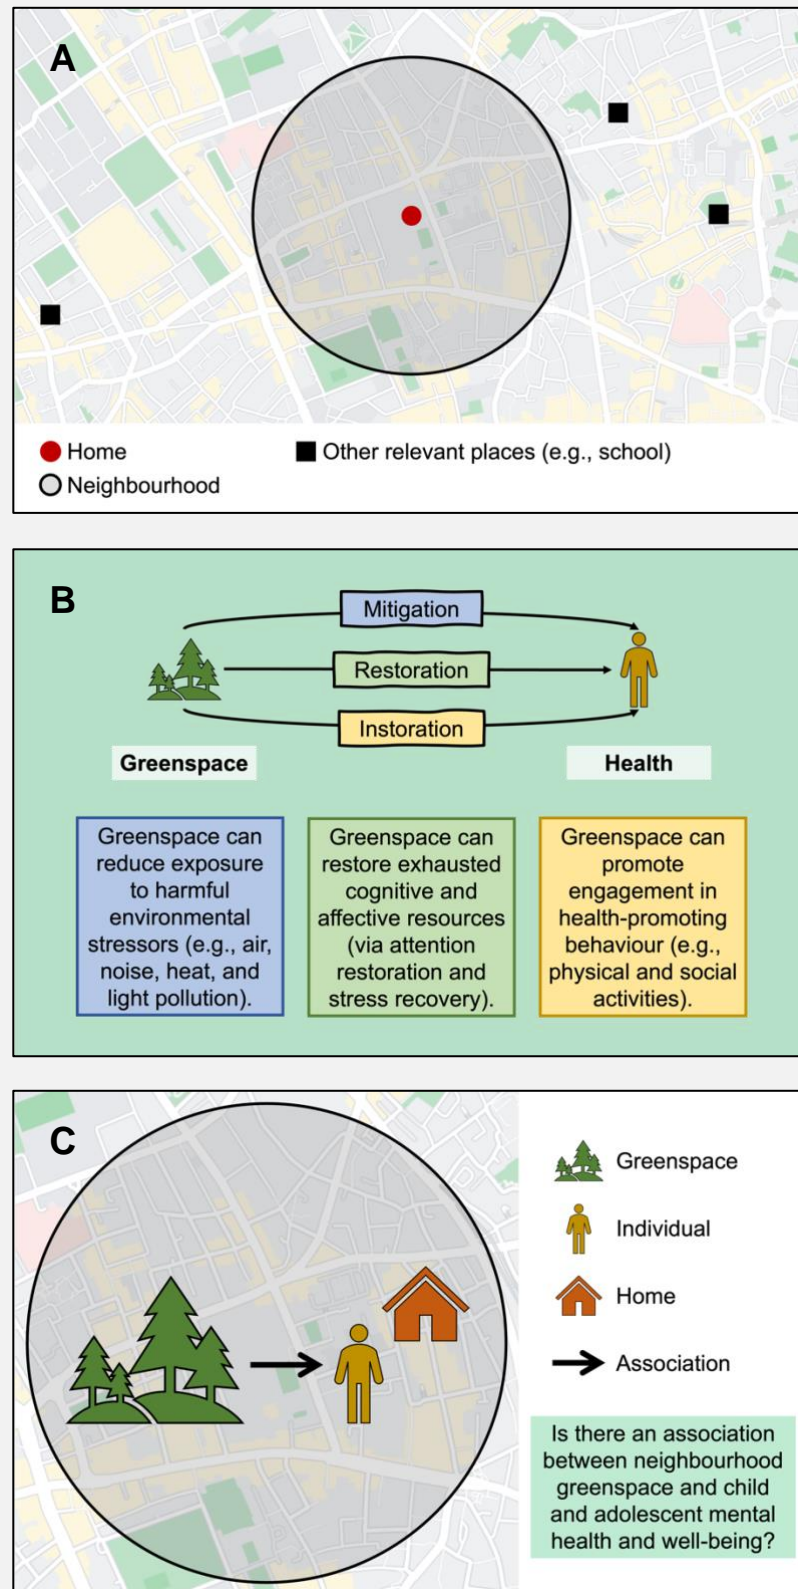 A
Home
Other relevant places (e.g., school)
Neighbourhood
B
Mitigation
Restoration
Instoration
Greenspace
Health
Greenspace can
reduce exposure
to harmful
environmental
stressors (e.g., air,
noise, heat, and
light pollution).
Greenspace can
restore exhausted
cognitive and
affective resources
(via attention
restoration and
stress recovery).
Greenspace can
promote
engagement in
health-promoting
behaviour (e.g.,
physical and social
activities).
C
Greenspace
Individual
Home
Association
Is there an association
between neighbourhood
greenspace and child
and adolescent mental
health and well-being?